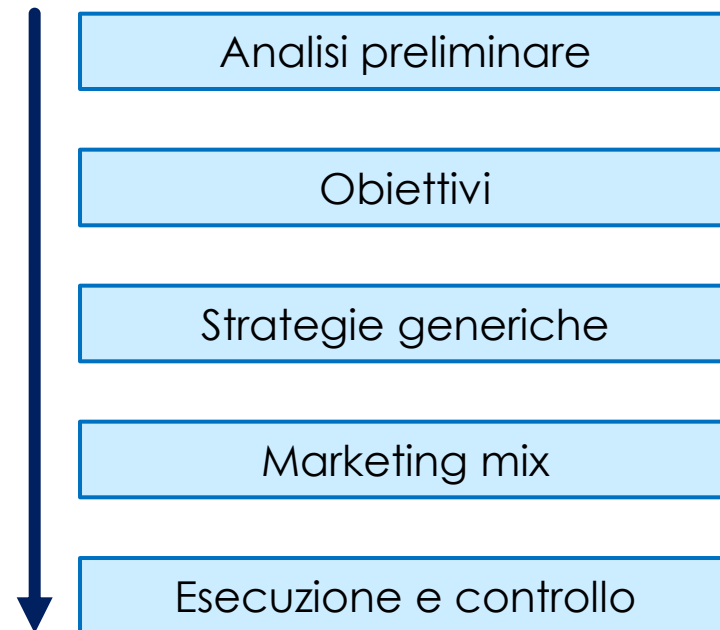 Analisi preliminare
Obiettivi
Strategie generiche
Marketing mix
Esecuzione e controllo